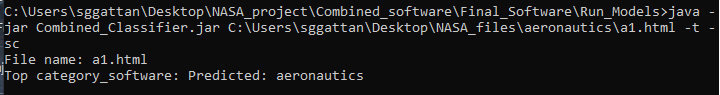 C:\Users\sggattan\Desktop\NASA_project\Combined_software\Final_Software\Run_Models>java -
jar Combined_Classifier.jar C:\Users\sggattan\Desktop\NASA_files\aeronautics\a1.html -t -
sc
File name: a1.html
Top category_software: Predicted: aeronautics